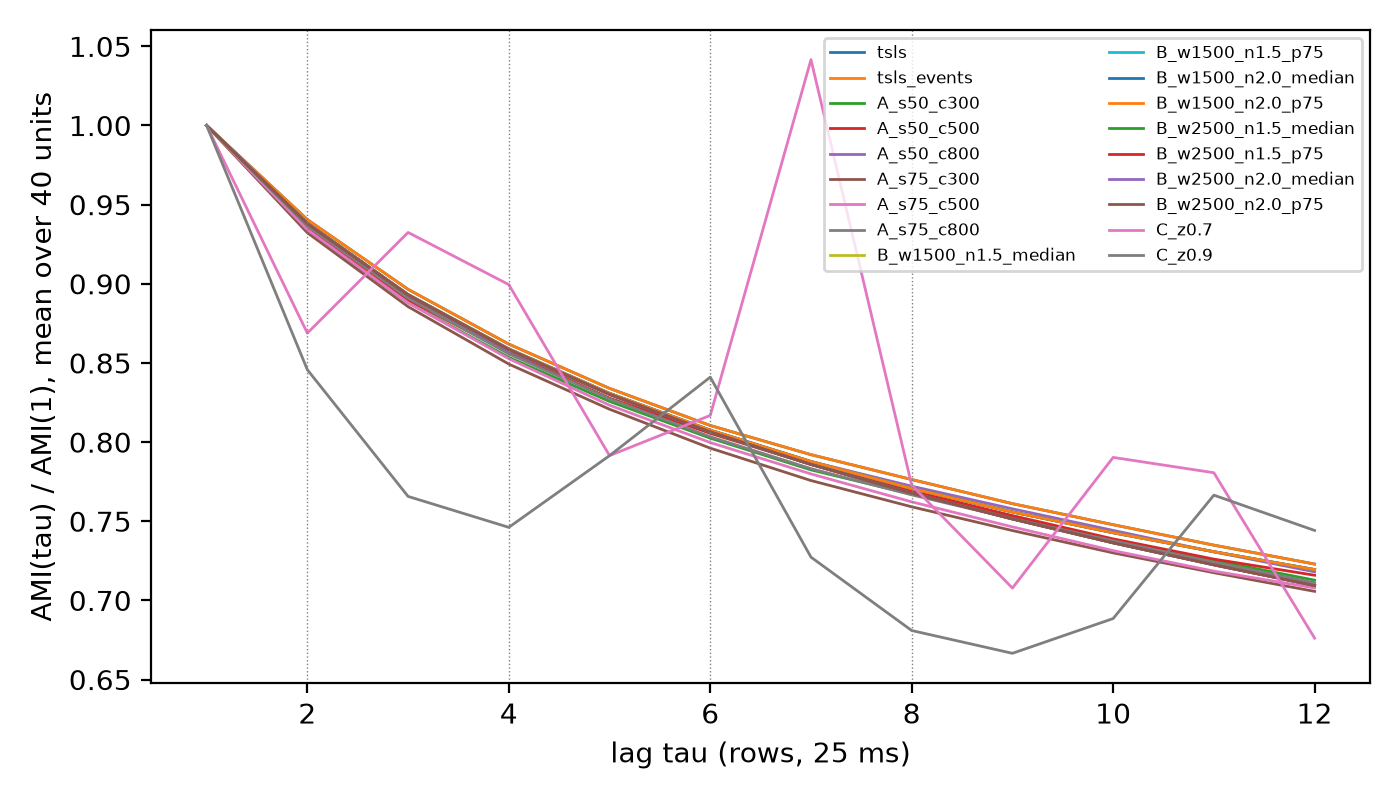 AMI(tau) / AMI(1), mean over 40 units
1.05
1.00
0.95
0.90
0.85
0.80
0.75
0.70
0.65
2
4
6
8
10
12
lag tau (rows, 25 ms)
tsls
tsls_events
A_s50_c300
A_s50_c500
A_s50_c800
A_s75_c300
A_s75_c500
A_s75_c800
B_w1500_n1.5_median
B_w1500_n1.5_p75
B_w1500_n2.0_median
B_w1500_n2.0_p75
B_w2500_n1.5_median
B_w2500_n1.5_p75
B_w2500_n2.0_median
B_w2500_n2.0_p75
C_z0.7
C_z0.9